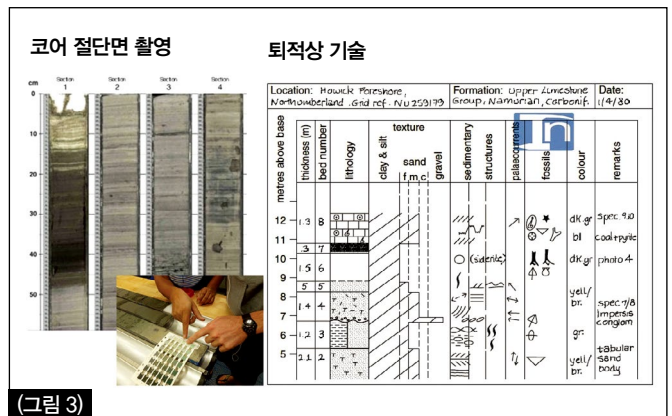 코어 절단면 촬영
퇴적상 기술
cm
Section 1
Section 2
Section 3
Section 4
0
10
20
30
40
50
Location: Howick Foreshore, Northumberland. Grid ref. NU 259179
Formation: Upper Limestone Group, Namurian, Carbonif.
Date: 1/4/80
metres above base
thickness (m)
bed number
lithology
texture
clay & silt
sand
f m c
gravel
sedimentary structures
palaeocurrents
fossils
colour
remarks
12 1.3 8 dk.gr spec. 9,10
11 .3 7 bl coal+pyrite
10 (siderite) dk.gr photo 4
9 1.5 6
8 .5 5 yell/ br.
7 1.4 4 spec 7/8 impersis conglom
6 1.2 3 gr.
5 2.1 2 yell/ br. tabular sand body
(그림 3)